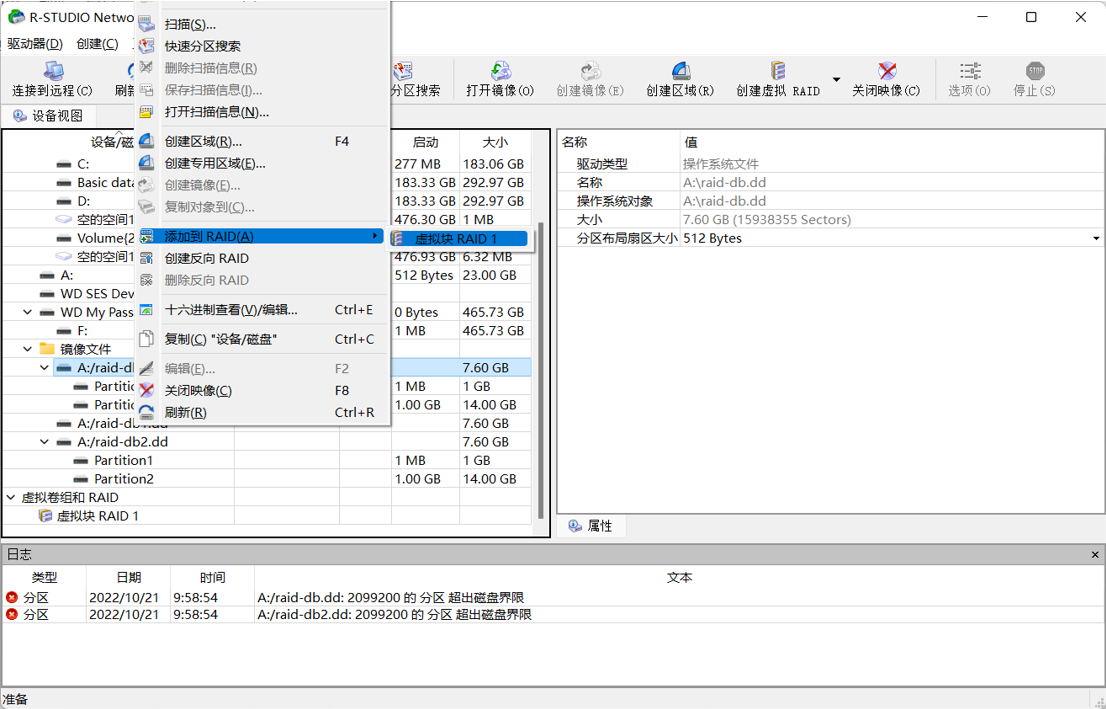 R-STUDIO Netwo
驱动器(D) 创建(C)
连接到远程(C) 刷新 分区搜索 打开镜像(O) 创建镜像(E) 创建区域(R) 创建虚拟 RAID 关闭映像(C) 选项(O) 停止(S)
设备视图
扫描(S)...
快速分区搜索
删除扫描信息(R)
保存扫描信息(I)...
打开扫描信息(N)...
创建区域(R)... F4
创建专用区域(E)...
创建镜像(E)...
复制对象到(C)...
添加到 RAID(A)
虚拟块 RAID 1
创建反向 RAID
删除反向 RAID
十六进制查看(V)/编辑... Ctrl+E
复制(C) "设备/磁盘" Ctrl+C
编辑(E)... F2
关闭映像(C) F8
刷新(R) Ctrl+R
设备/磁 启动 大小
C: 277 MB 183.06 GB
Basic data 183.33 GB 292.97 GB
D: 183.33 GB 292.97 GB
空的空间1 476.30 GB 1 MB
Volume{2
空的空间1 476.93 GB 6.32 MB
A: 512 Bytes 23.00 GB
WD SES Dev
WD My Pass 0 Bytes 465.73 GB
F: 1 MB 465.73 GB
镜像文件
A:/raid-db 7.60 GB
Partitio 1 MB 1 GB
Partitio 1.00 GB 14.00 GB
A:/raid-db1.dd 7.60 GB
A:/raid-db2.dd 7.60 GB
Partition1 1 MB 1 GB
Partition2 1.00 GB 14.00 GB
虚拟卷组和 RAID
虚拟块 RAID 1
名称 值
驱动类型 操作系统文件
名称 A:\raid-db.dd
操作系统对象 A:\raid-db.dd
大小 7.60 GB (15938355 Sectors)
分区布局扇区大小 512 Bytes
属性
日志
类型 日期 时间 文本
分区 2022/10/21 9:58:54 A:/raid-db.dd: 2099200 的 分区 超出磁盘界限
分区 2022/10/21 9:58:54 A:/raid-db2.dd: 2099200 的 分区 超出磁盘界限
准备